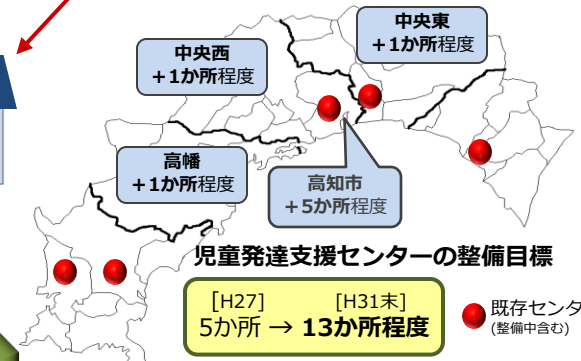 中央東
+1か所程度
中央西
+1か所程度
高幡
+1か所程度
高知市
+5か所程度
児童発達支援センターの整備目標
[H27] [H31末]
5か所 → 13か所程度
既存センタ
(整備中含む)